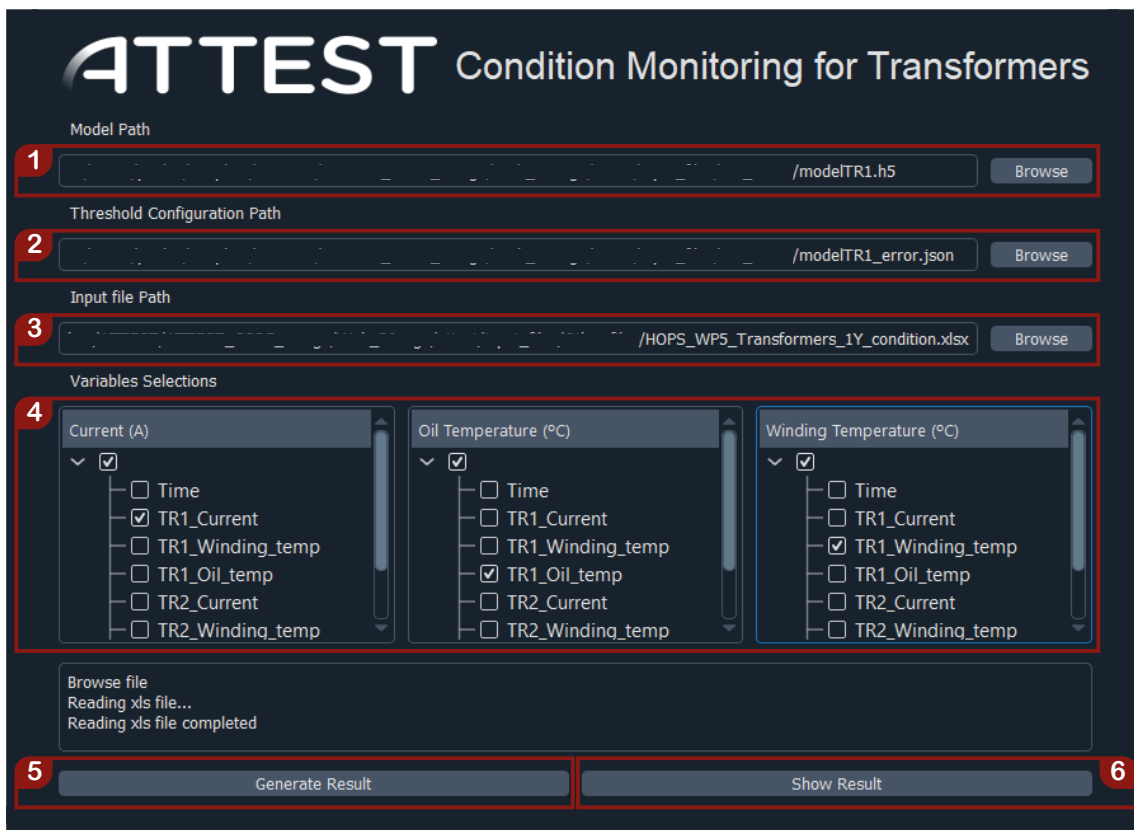 ATTEST Condition Monitoring for Transformers
Model Path
1
/modelTR1.h5 Browse
Threshold Configuration Path
2
/modelTR1_error.json Browse
Input file Path
3
/HOPS_WP5_Transformers_1Y_condition.xlsx Browse
Variables Selections
4
Current (A) Oil Temperature (ºC) Winding Temperature (ºC)
Time Time Time
TR1_Current TR1_Current TR1_Current
TR1_Winding_temp TR1_Winding_temp TR1_Winding_temp
TR1_Oil_temp TR1_Oil_temp TR1_Oil_temp
TR2_Current TR2_Current TR2_Current
TR2_Winding_temp TR2_Winding_temp TR2_Winding_temp
Browse file
Reading xls file...
Reading xls file completed
5 6
Generate Result Show Result